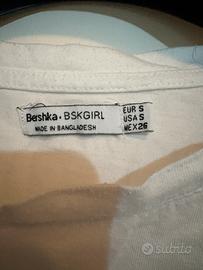 Bershka • BSKGIRL
MADE IN BANGLADESH
EUR S
USA S
MEX 26
subito